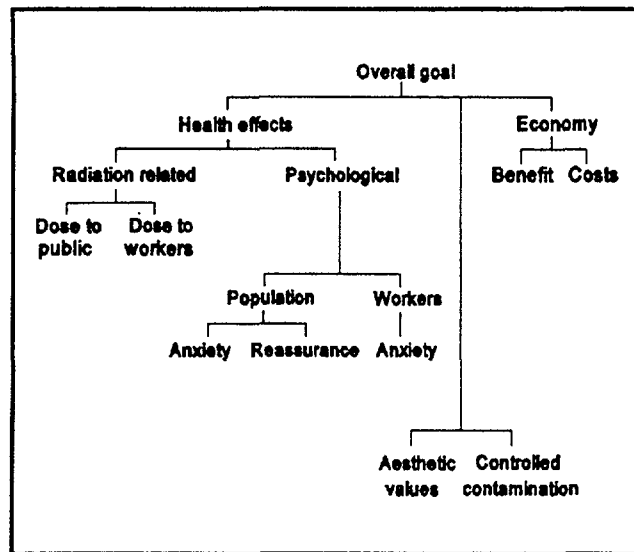 Overall goal
Health effects Economy
Radiation related Psychological Benefit Costs
Dose to Dose to
public workers
Population Workers
Anxiety Reassurance Anxiety
Aesthetic Controlled
values contamination